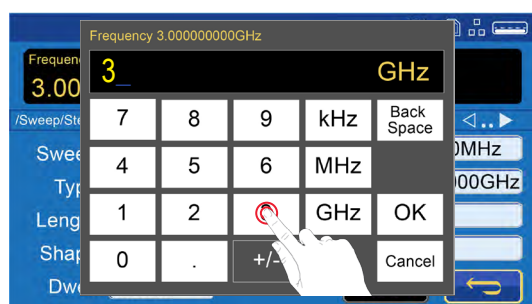 Frequency 3.000000000GHz
Frequen
3.00
3_ GHz
/Sweep/Ste
7 8 9 kHz Back Space
Swee
0MHz
4 5 6 MHz
Typ
000GHz
1 2 GHz OK
Leng
Shap
0 . +/- Cancel
Dwe